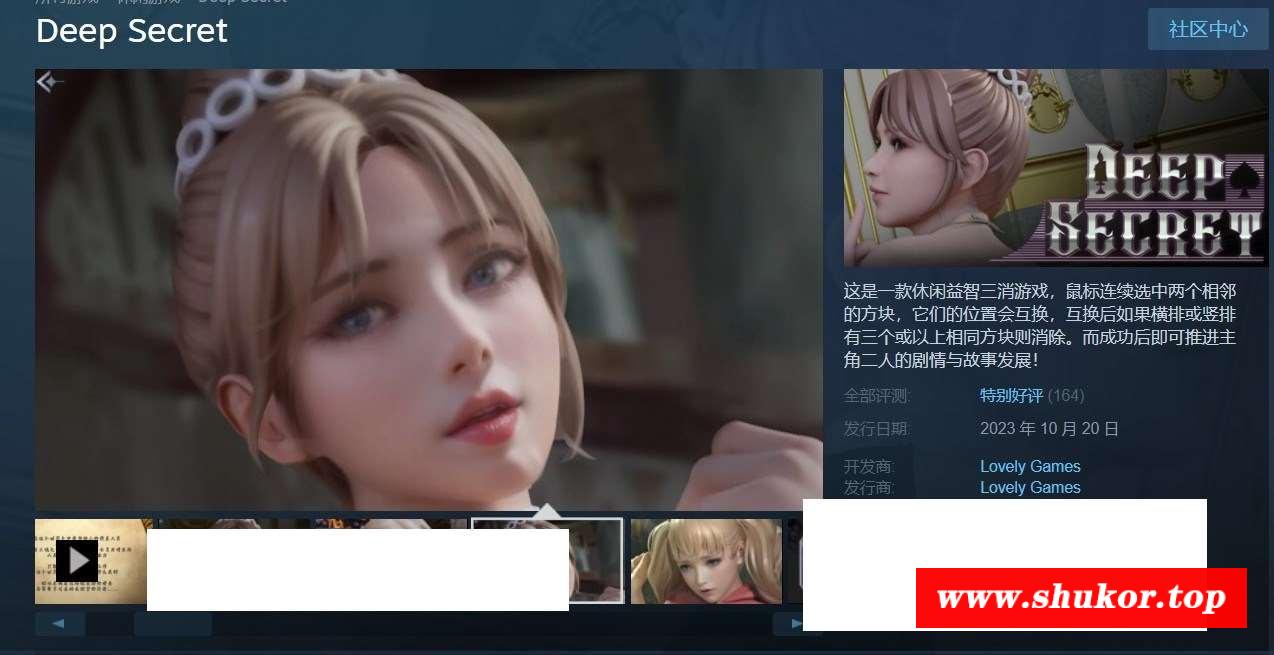 Deep Secret
社区中心
DEEP
SECRET
这是一款休闲益智三消游戏，鼠标连续选中两个相邻
的方块，它们的位置会互换，互换后如果横排或竖排
有三个或以上相同方块则消除。而成功后即可推进主
角二人的剧情与故事发展！
全部评测: 特别好评 (164)
发行日期: 2023 年 10 月 20 日
开发商: Lovely Games
发行商: Lovely Games
www.shukor.top